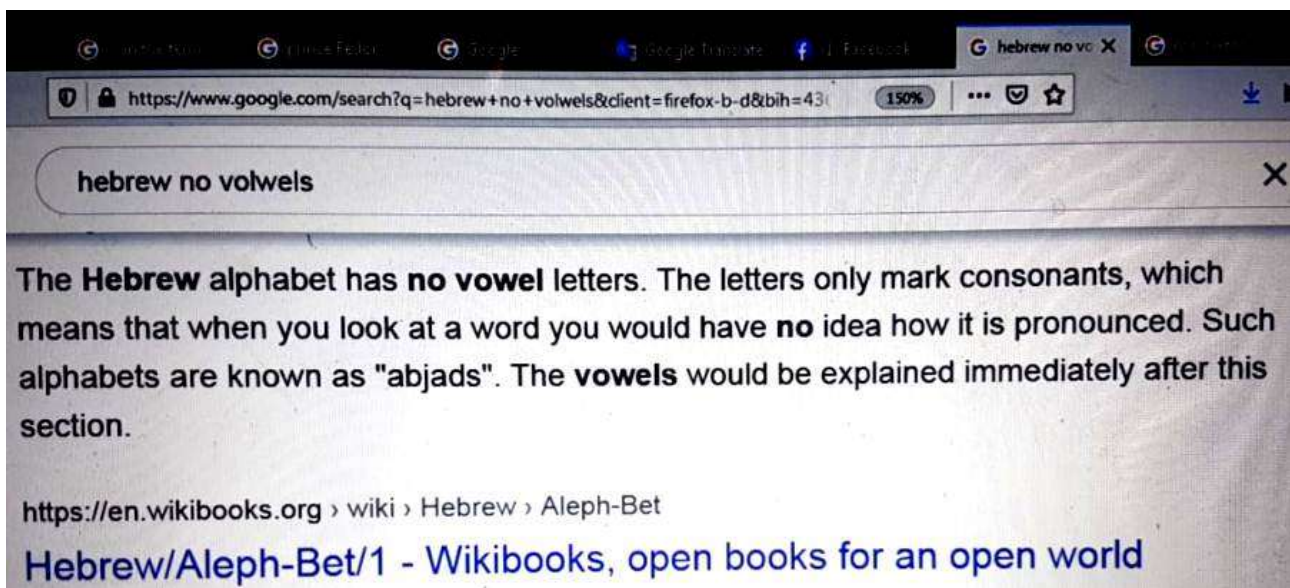 Google
Google Translate
Facebook
hebrew no vo
https://www.google.com/search?q=hebrew+no+volwels&client=firefox-b-d&bih=43
150%
hebrew no volwels
The Hebrew alphabet has no vowel letters. The letters only mark consonants, which
means that when you look at a word you would have no idea how it is pronounced. Such
alphabets are known as "abjads". The vowels would be explained immediately after this
section.
https://en.wikibooks.org › wiki › Hebrew › Aleph-Bet
Hebrew/Aleph-Bet/1 - Wikibooks, open books for an open world